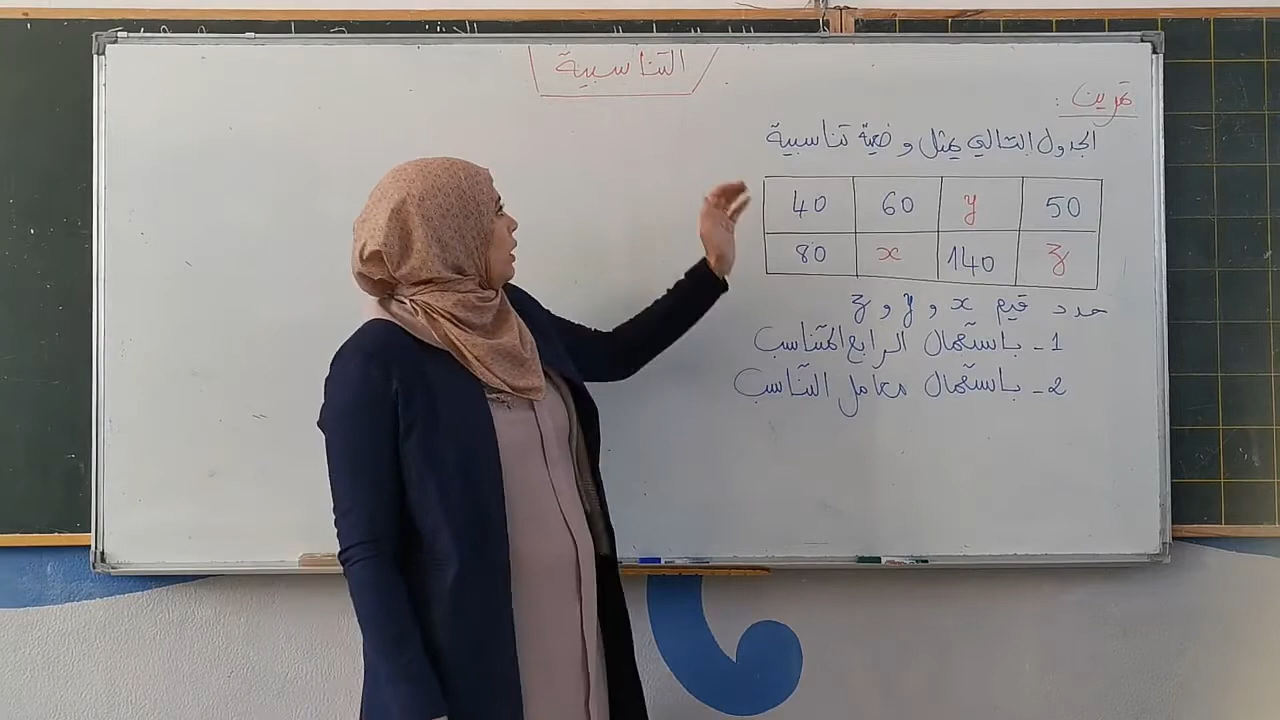 التناسبية
تمرين :
الجدول التالي يمثل وضعية تناسبية
40 60 y 50
80 x 140 z
حدد قيم x و y و z
1 - باستعمال الرابع المتناسب
2 - باستعمال معامل التناسب